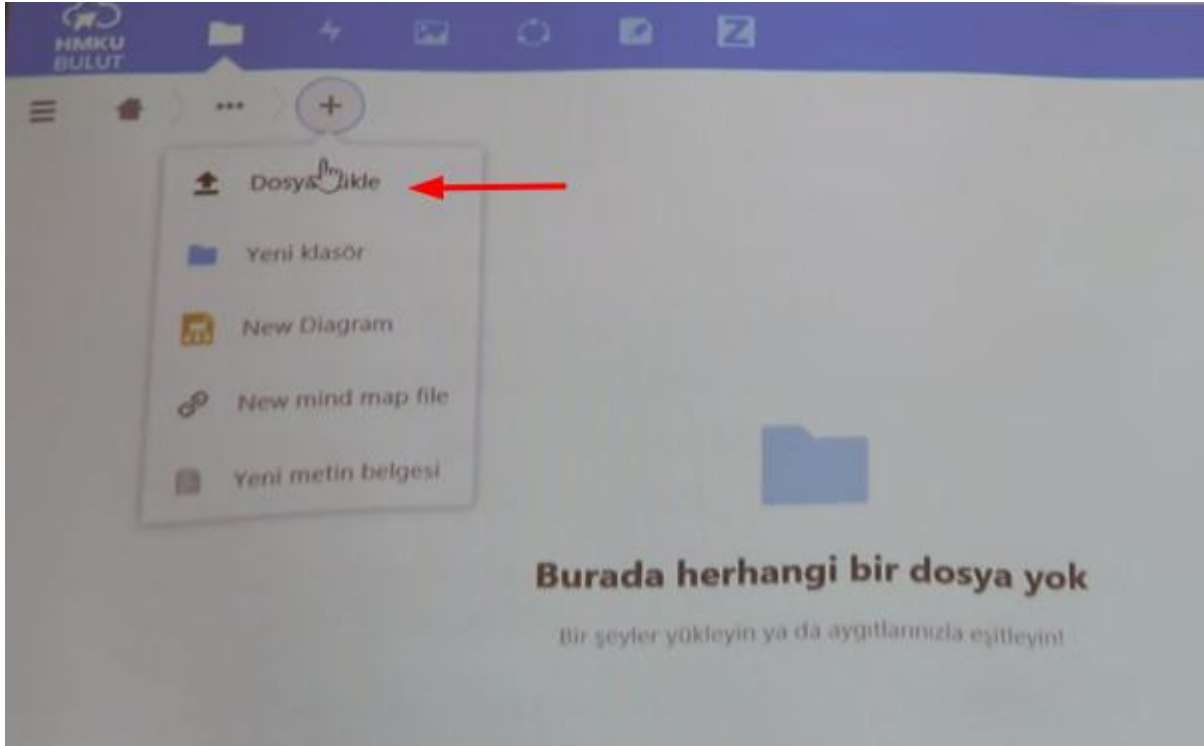 HMKU
BULUT
Yeni klasör
New Diagram
New mind map file
Yeni metin belgesi
Burada herhangi bir dosya yok
Bir şeyler yükleyin ya da aygıtlarınızla eşitleyin!